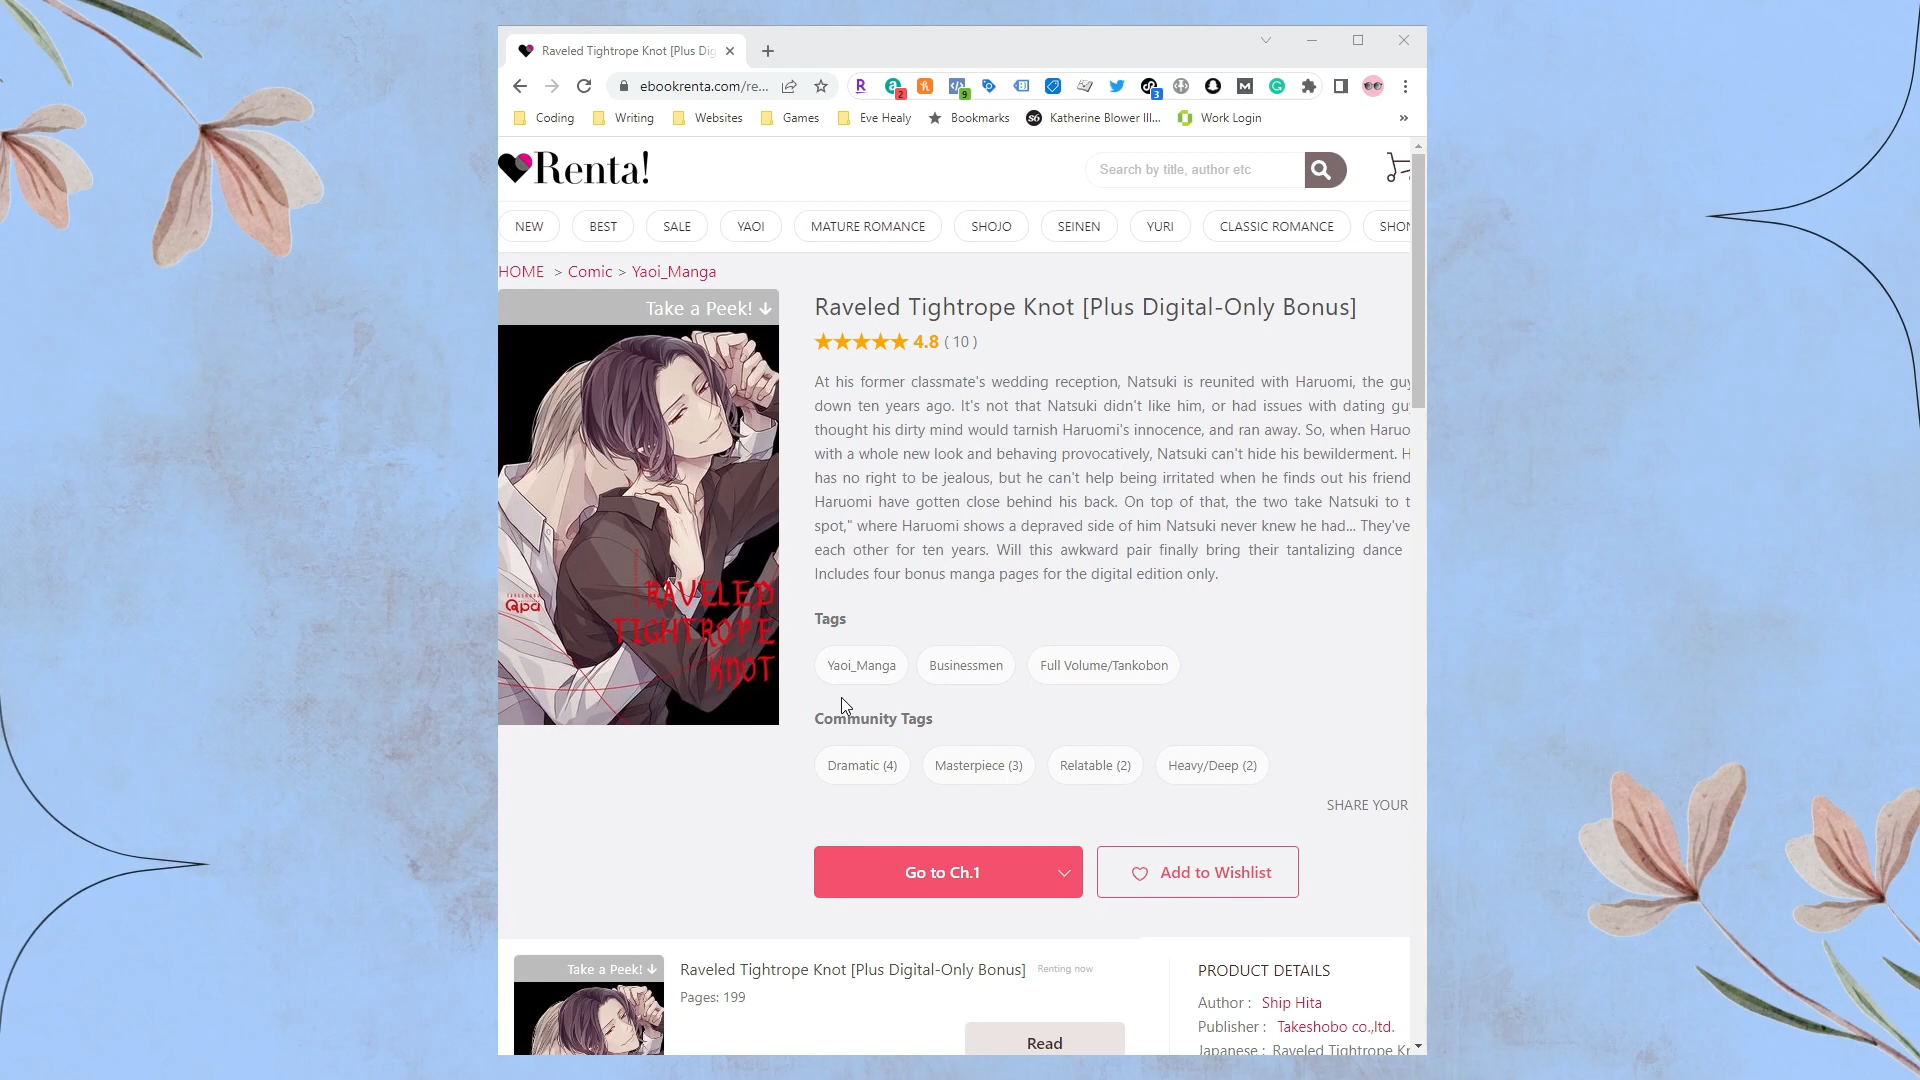 Raveled Tightrope Knot [Plus Dig
ebookrenta.com/re...
2
9
3
Coding
Writing
Websites
Games
Eve Healy
Bookmarks
Katherine Blower Ill...
Work Login
»
Renta!
Search by title, author etc
NEW
BEST
SALE
YAOI
MATURE ROMANCE
SHOJO
SEINEN
YURI
CLASSIC ROMANCE
SHON
HOME > Comic > Yaoi_Manga
Take a Peek!
Raveled Tightrope Knot [Plus Digital-Only Bonus]
4.8 ( 10 )
At his former classmate's wedding reception, Natsuki is reunited with Haruomi, the guy
down ten years ago. It's not that Natsuki didn't like him, or had issues with dating gu
thought his dirty mind would tarnish Haruomi's innocence, and ran away. So, when Haruo
with a whole new look and behaving provocatively, Natsuki can't hide his bewilderment. H
has no right to be jealous, but he can't help being irritated when he finds out his friend
Haruomi have gotten close behind his back. On top of that, the two take Natsuki to t
spot," where Haruomi shows a depraved side of him Natsuki never knew he had... They've
each other for ten years. Will this awkward pair finally bring their tantalizing dance
Includes four bonus manga pages for the digital edition only.
Qpa
RAVELED
TIGHTROPE
KNOT
Tags
Yaoi_Manga
Businessmen
Full Volume/Tankobon
Community Tags
Dramatic (4)
Masterpiece (3)
Relatable (2)
Heavy/Deep (2)
SHARE YOUR
Go to Ch.1
Add to Wishlist
Take a Peek!
Raveled Tightrope Knot [Plus Digital-Only Bonus] Renting now
Pages: 199
Read
PRODUCT DETAILS
Author : Ship Hita
Publisher : Takeshobo co.,ltd.
Japanese : Raveled Tightrope Kr